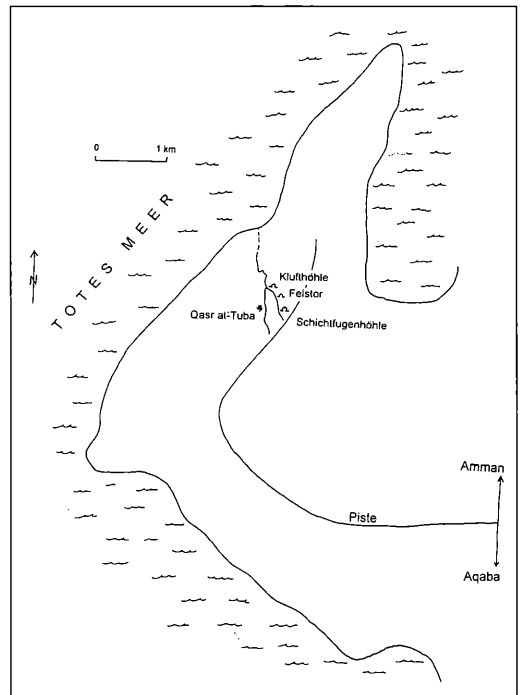 0 1 km
TOTES MEER
N
Klufthöhle
Felstor
Qasr al-Tuba
Schichtfugenhöhle
Amman
Piste
Aqaba